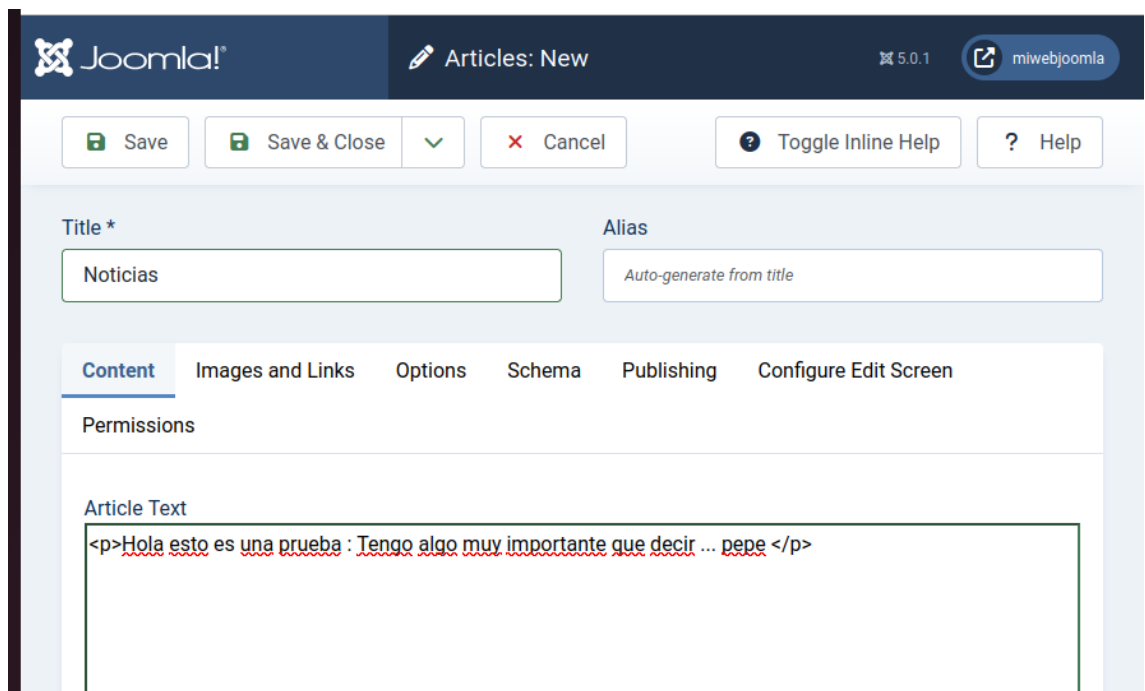 Joomla!® Articles: New 5.0.1 miwebjoomla
Save Save & Close Cancel ? Toggle Inline Help ? Help
Title * Alias
Noticias Auto-generate from title
Content Images and Links Options Schema Publishing Configure Edit Screen
Permissions
Article Text
<p>Hola esto es una prueba : Tengo algo muy importante que decir ... pepe </p>